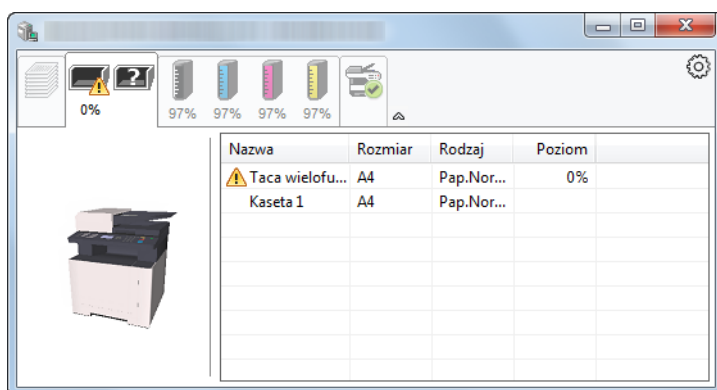 ?
0%
97% 97% 97% 97%
Nazwa Rozmiar Rodzaj Poziom
Taca wielofu... A4 Pap.Nor... 0%
Kaseta 1 A4 Pap.Nor...